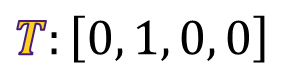 T: [0, 1, 0, 0]